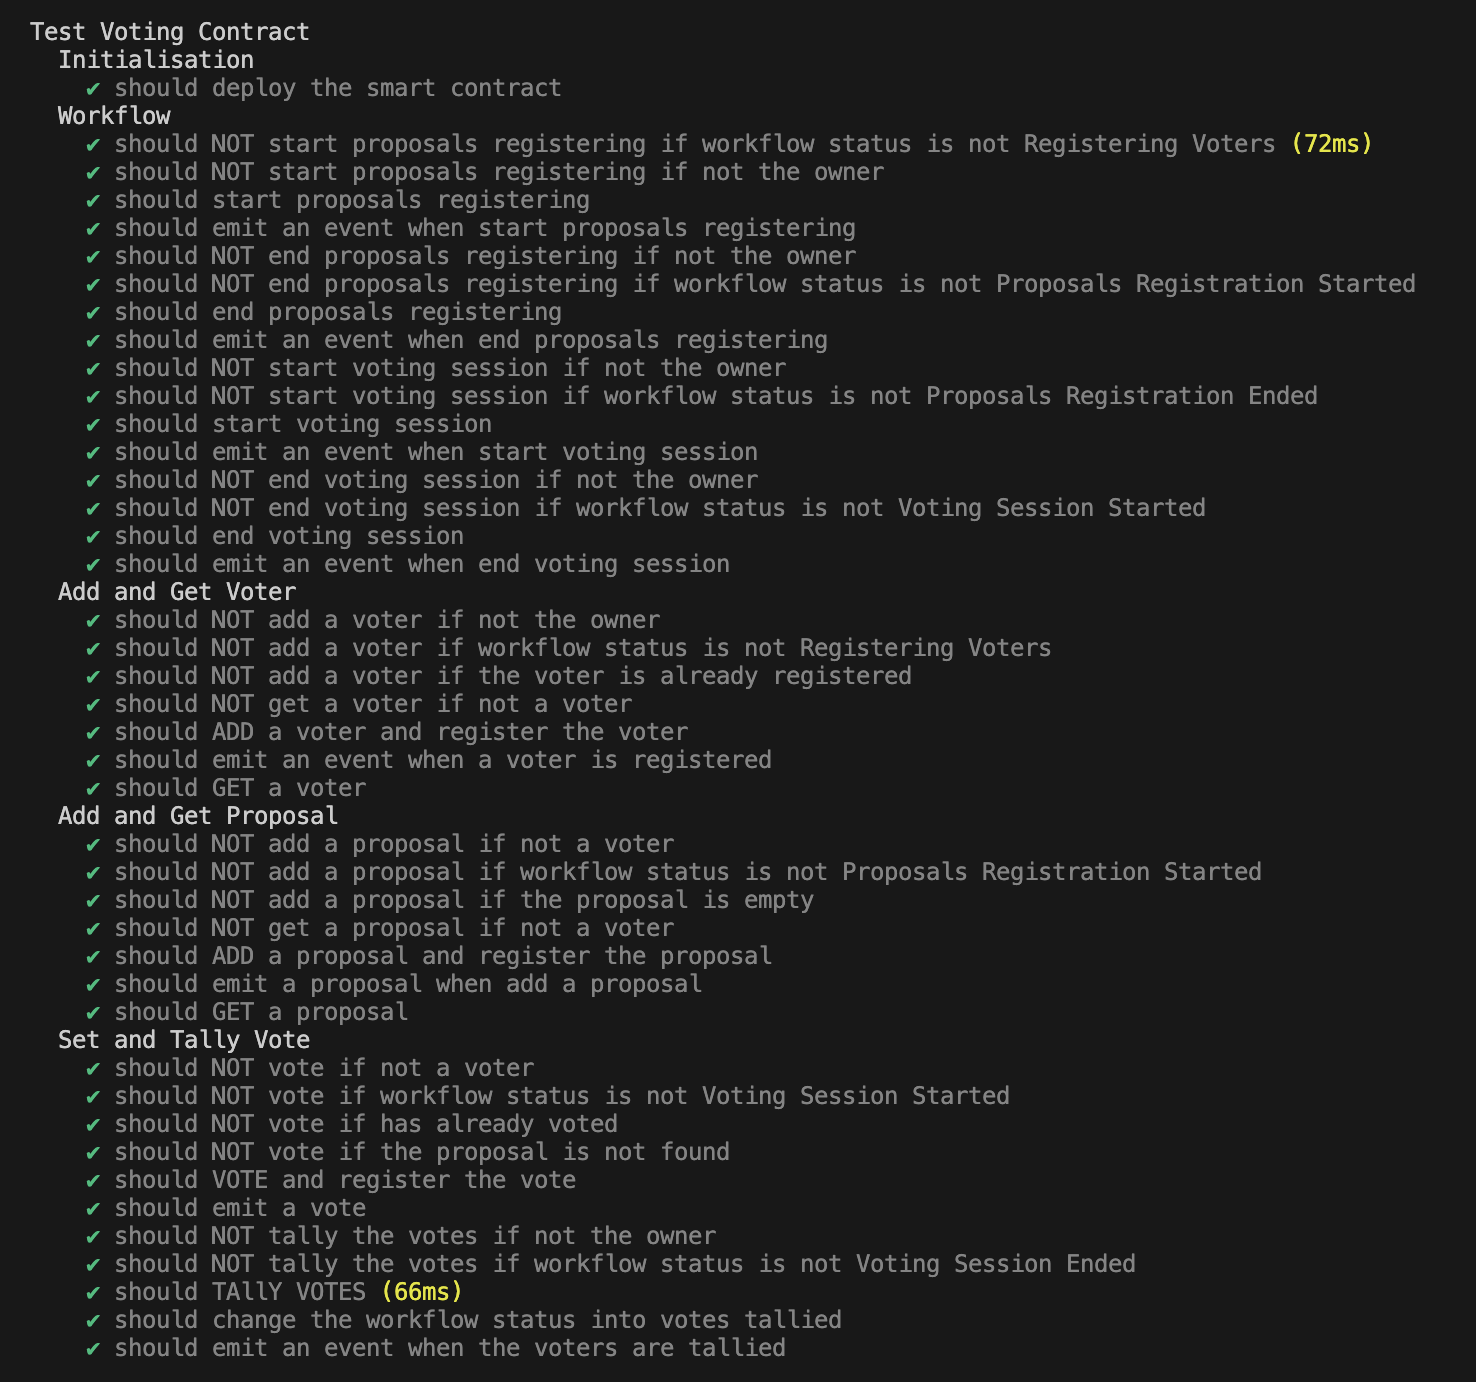 Test Voting Contract
Initialisation
✔ should deploy the smart contract
Workflow
✔ should NOT start proposals registering if workflow status is not Registering Voters (72ms)
✔ should NOT start proposals registering if not the owner
✔ should start proposals registering
✔ should emit an event when start proposals registering
✔ should NOT end proposals registering if not the owner
✔ should NOT end proposals registering if workflow status is not Proposals Registration Started
✔ should end proposals registering
✔ should emit an event when end proposals registering
✔ should NOT start voting session if not the owner
✔ should NOT start voting session if workflow status is not Proposals Registration Ended
✔ should start voting session
✔ should emit an event when start voting session
✔ should NOT end voting session if not the owner
✔ should NOT end voting session if workflow status is not Voting Session Started
✔ should end voting session
✔ should emit an event when end voting session
Add and Get Voter
✔ should NOT add a voter if not the owner
✔ should NOT add a voter if workflow status is not Registering Voters
✔ should NOT add a voter if the voter is already registered
✔ should NOT get a voter if not a voter
✔ should ADD a voter and register the voter
✔ should emit an event when a voter is registered
✔ should GET a voter
Add and Get Proposal
✔ should NOT add a proposal if not a voter
✔ should NOT add a proposal if workflow status is not Proposals Registration Started
✔ should NOT add a proposal if the proposal is empty
✔ should NOT get a proposal if not a voter
✔ should ADD a proposal and register the proposal
✔ should emit a proposal when add a proposal
✔ should GET a proposal
Set and Tally Vote
✔ should NOT vote if not a voter
✔ should NOT vote if workflow status is not Voting Session Started
✔ should NOT vote if has already voted
✔ should NOT vote if the proposal is not found
✔ should VOTE and register the vote
✔ should emit a vote
✔ should NOT tally the votes if not the owner
✔ should NOT tally the votes if workflow status is not Voting Session Ended
✔ should TAllY VOTES (66ms)
✔ should change the workflow status into votes tallied
✔ should emit an event when the voters are tallied